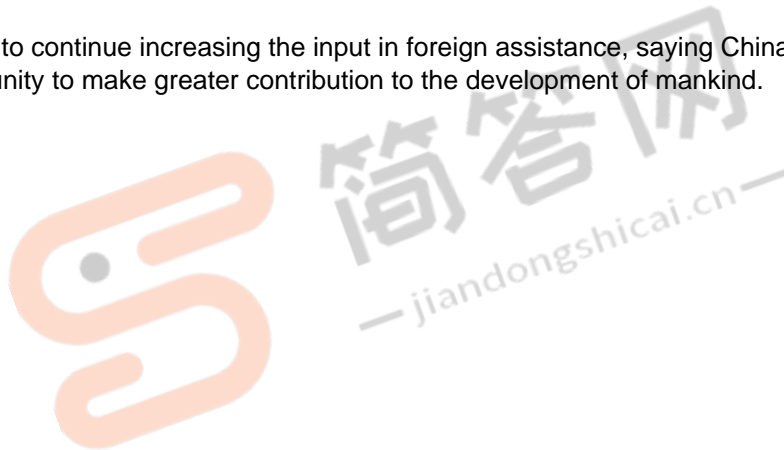 to continue increasing the input in foreign assistance, saying China
unity to make greater contribution to the development of mankind.
简答网
jiandongshicai.cn